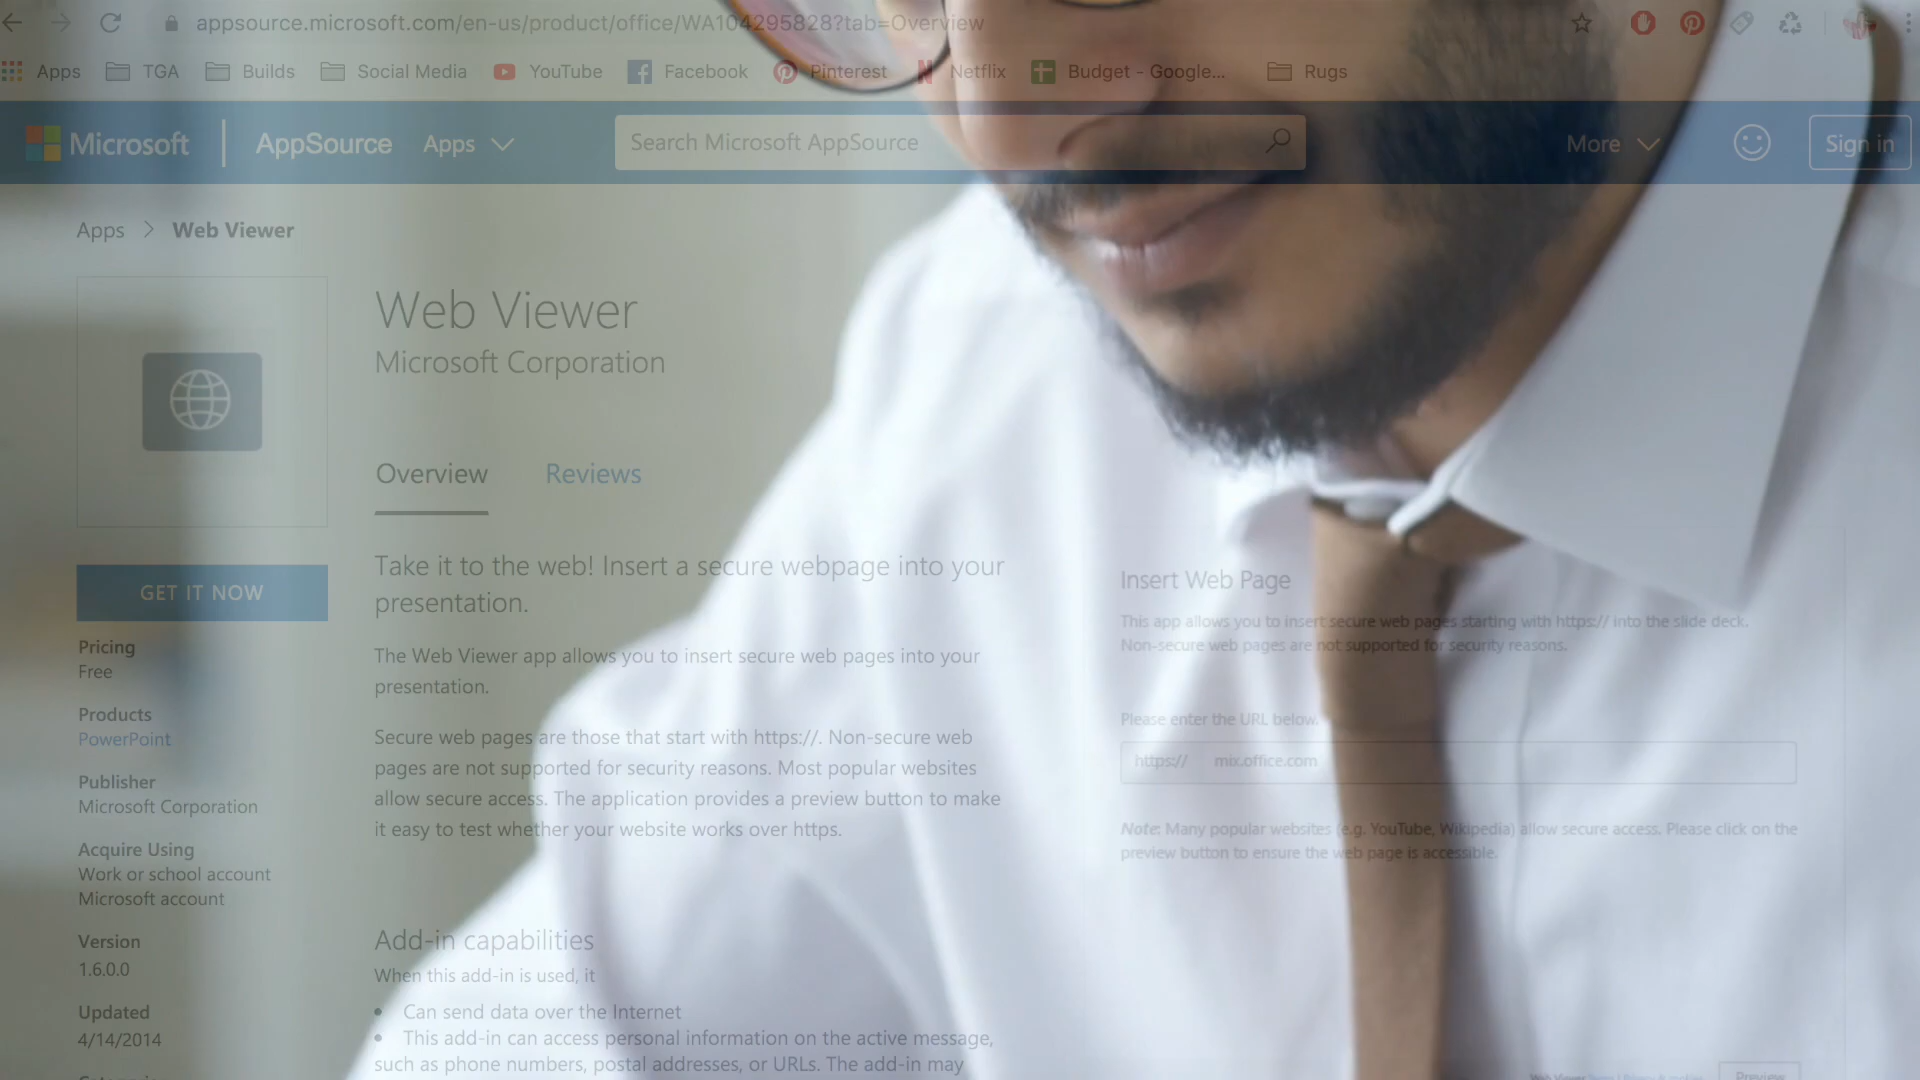 appsource.microsoft.com/en-us/product/office/WA104295828?tab=Overview
Apps TGA Builds Social Media YouTube Facebook Pinterest Netflix Budget - Google... Rugs
Microsoft AppSource Apps Search Microsoft AppSource More Sign in
Apps > Web Viewer
Web Viewer
Microsoft Corporation
Overview Reviews
GET IT NOW
Pricing
Free
Products
PowerPoint
Publisher
Microsoft Corporation
Acquire Using
Work or school account
Microsoft account
Version
1.6.0.0
Updated
4/14/2014
Take it to the web! Insert a secure webpage into your
presentation.
The Web Viewer app allows you to insert secure web pages into your
presentation.
Secure web pages are those that start with https://. Non-secure web
pages are not supported for security reasons. Most popular websites
allow secure access. The application provides a preview button to make
it easy to test whether your website works over https.
Add-in capabilities
When this add-in is used, it
• Can send data over the Internet
• This add-in can access personal information on the active message,
such as phone numbers, postal addresses, or URLs. The add-in may
Insert Web Page
This app allows you to insert secure web pages starting with https:// into the slide deck.
Non-secure web pages are not supported for security reasons.
Please enter the URL below.
https:// mix.office.com
Note: Many popular websites (e.g. YouTube, Wikipedia) allow secure access. Please click on the
preview button to ensure the web page is accessible.
Preview